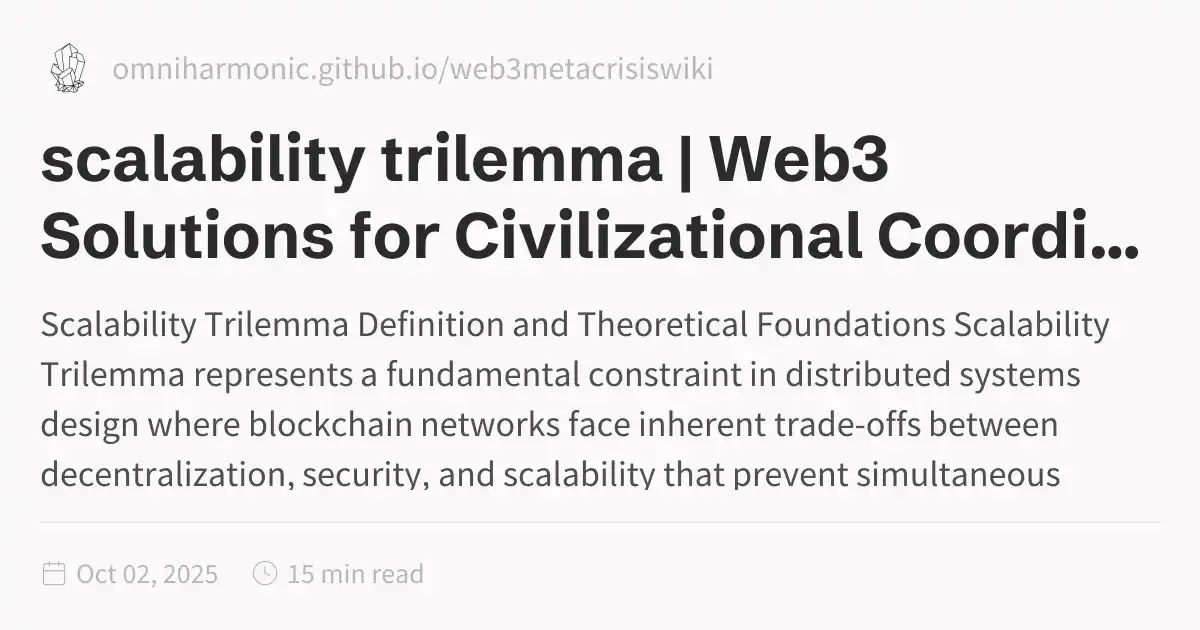 omniharmonic.github.io/web3metacrisiswiki
scalability trilemma | Web3
Solutions for Civilizational Coordi...
Scalability Trilemma Definition and Theoretical Foundations Scalability
Trilemma represents a fundamental constraint in distributed systems
design where blockchain networks face inherent trade-offs between
decentralization, security, and scalability that prevent simultaneous
Oct 02, 2025
15 min read